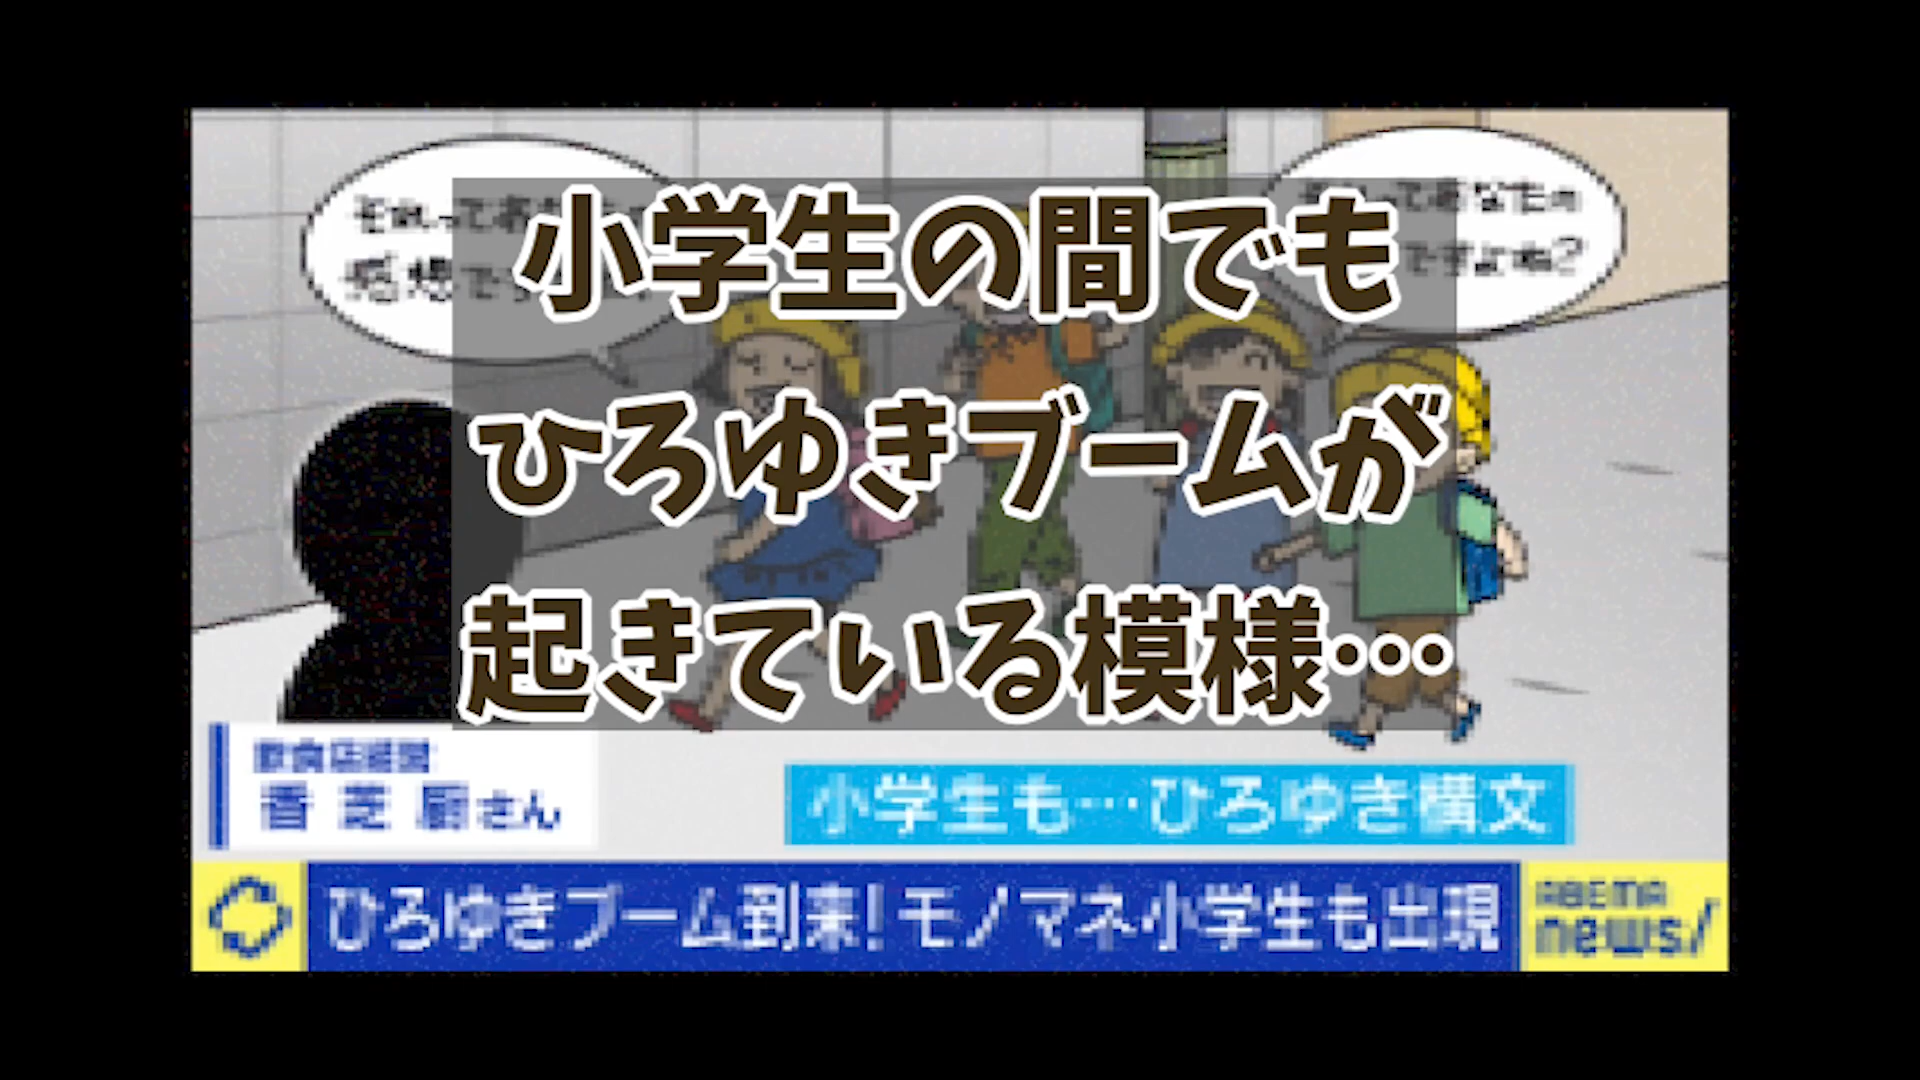 小学生の間でも
ひろゆきブームが
起きている模様…
小学生も…ひろゆき構文
ひろゆきブーム到来!モノマネ小学生も出現
ABEMA
news/
さん